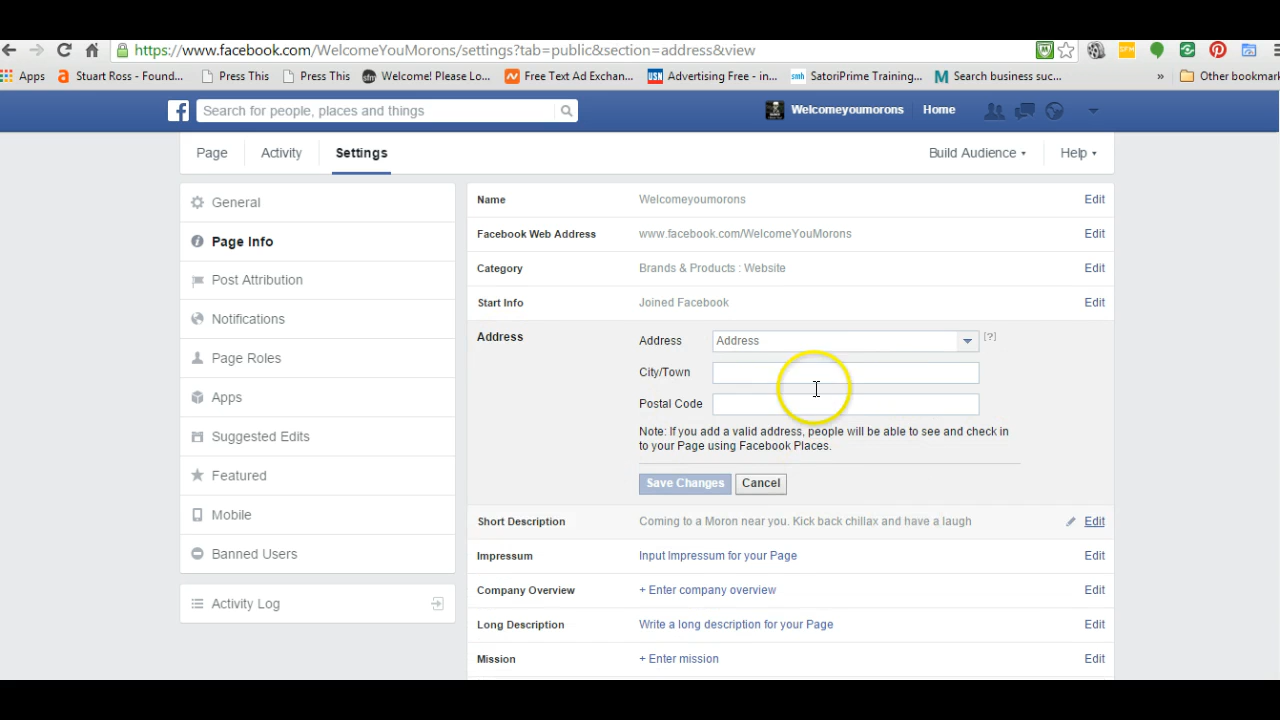 https://www.facebook.com/WelcomeYouMorons/settings?tab=public&section=address&view
Apps
Stuart Ross - Found...
Press This
Press This
Welcome! Please Lo...
Free Text Ad Exchan...
Advertising Free - in...
SatoriPrime Training...
Search business suc...
»
Other bookmark
Search for people, places and things
Welcomeyoumorons
Home
Page
Activity
Settings
Build Audience
Help
General
Page Info
Post Attribution
Notifications
Page Roles
Apps
Suggested Edits
Featured
Mobile
Banned Users
Activity Log
Name Welcomeyoumorons Edit
Facebook Web Address www.facebook.com/WelcomeYouMorons Edit
Category Brands & Products : Website Edit
Start Info Joined Facebook Edit
Address Address Address [?]
City/Town
Postal Code
Note: If you add a valid address, people will be able to see and check in
to your Page using Facebook Places.
Save Changes Cancel
Short Description Coming to a Moron near you. Kick back chillax and have a laugh Edit
Impressum Input Impressum for your Page Edit
Company Overview + Enter company overview Edit
Long Description Write a long description for your Page Edit
Mission + Enter mission Edit